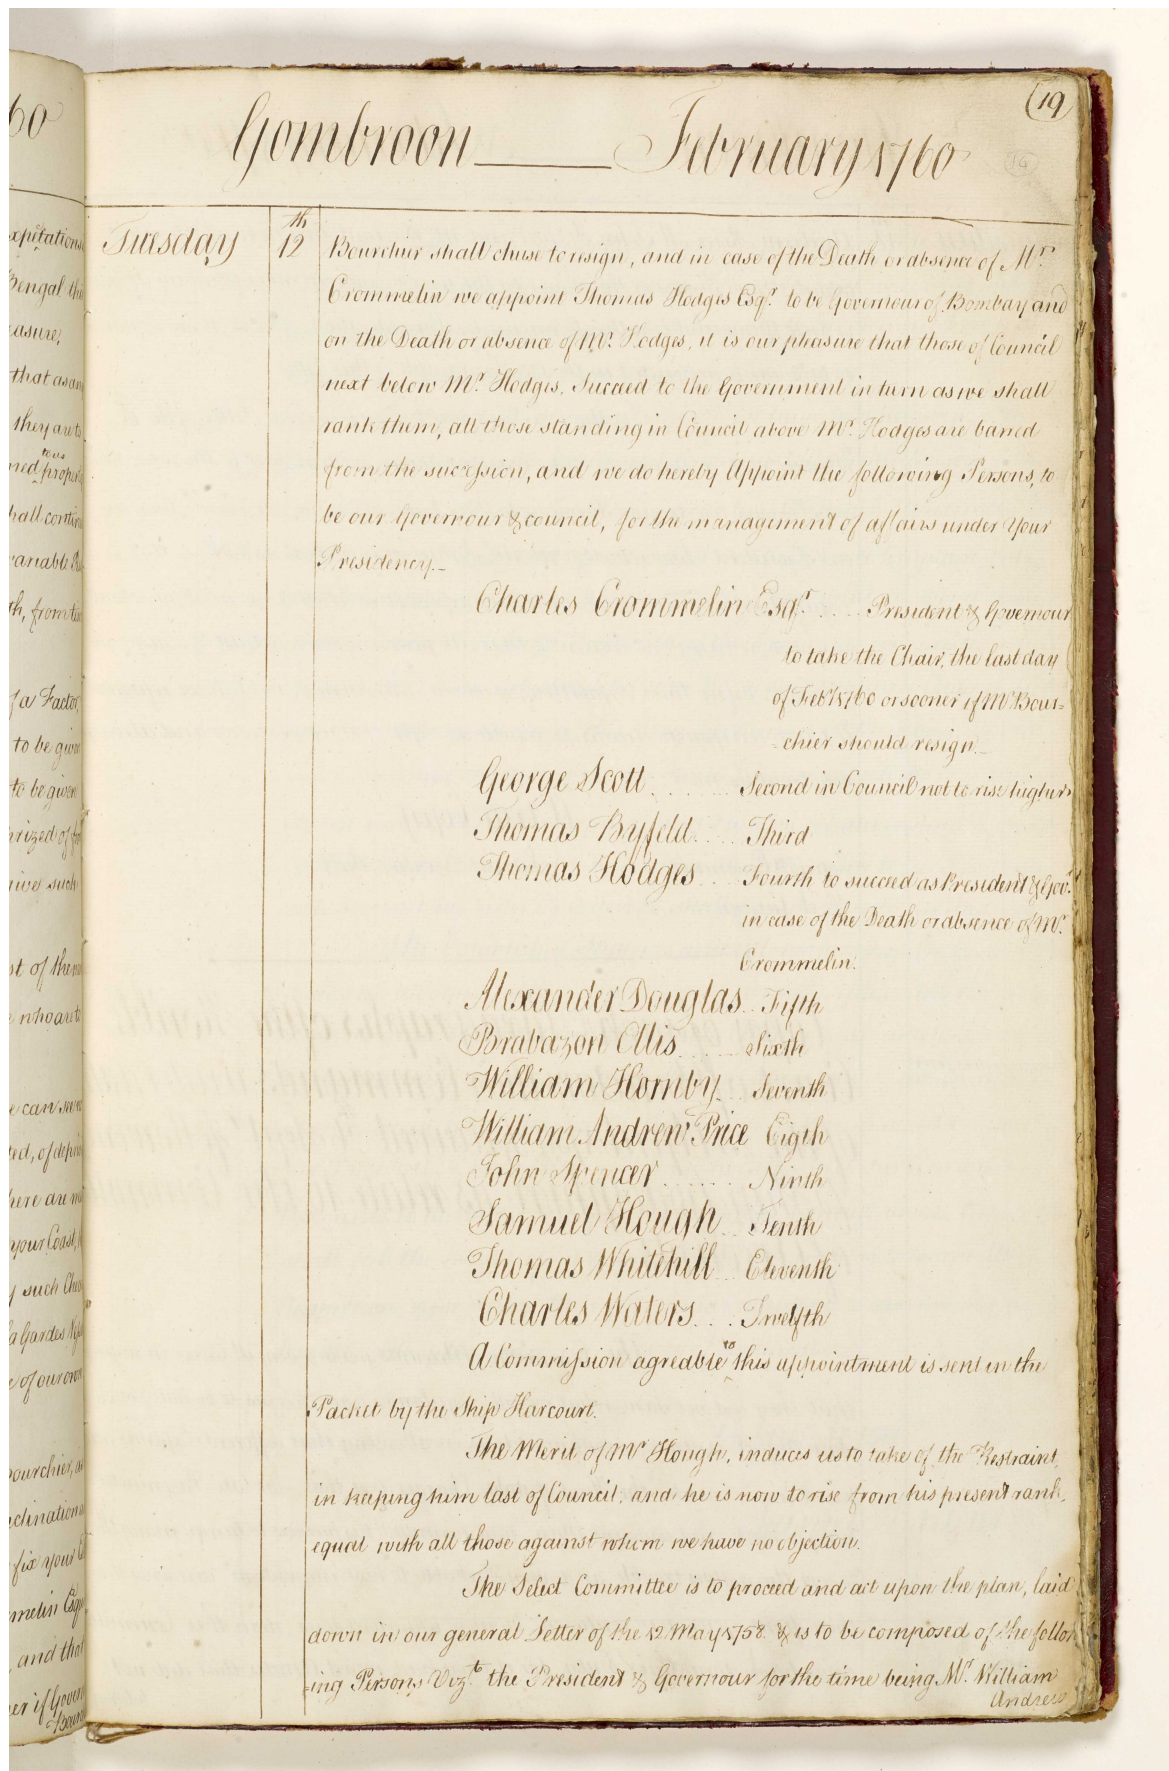 60
(19
Gombroon ——— February 1760
Tuesday 12th Bourchier shall chuse to resign, and in case of the Death or absence of Mr.
Crommelin we appoint Thomas Hodges Esqr. to be Governour of Bombay and
on the Death or absence of Mr. Hodges, it is our pleasure that those of Council
next below Mr. Hodges, Succeed to the Government in turn as we shall
rank them, all those standing in Council above Mr. Hodges are barred
from the succession, and we do hereby Appoint the following Persons, to
be our Governour & council, for the management of affairs under Your
Presidency._
Charles Crommelin Esqr. .... President & Governour
to take the Chair, the last day
of Feby 1760 or sooner if Mr Bour=
=chier should resign._
George Scott . . . . . Second in Council not to rise higher
Thomas Byfeld . . . . Third
Thomas Hodges . . Fourth to succeed as President & Govr.
in case of the Death or absence of Mr.
Crommelin.
Alexander Douglas . . Fifth
Brabazon Ellis . . . . . Sixth
William Hornby . . Seventh
William Andrew Price Eigth
John Spencer . . . . . . Ninth
Samuel Hough . . Tenth
Thomas Whitehill . . Eleventh
Charles Waters . . . Twelfth
A Commission agreable to this appointment is sent in the
Packet by the Ship Harcourt.
The Merit of Mr Hough, induces us to take of the Restraint,
in keeping him last of Council, and he is now to rise from his present rank,
equal with all those against whom we have no objection.
The Select Committee is to proceed and act upon the plan, laid
down in our general Letter of the 12 May 1758 & is to be composed of the follow
=ing Persons Vizt. the President & Governour for the time being Mr. William
Andrew